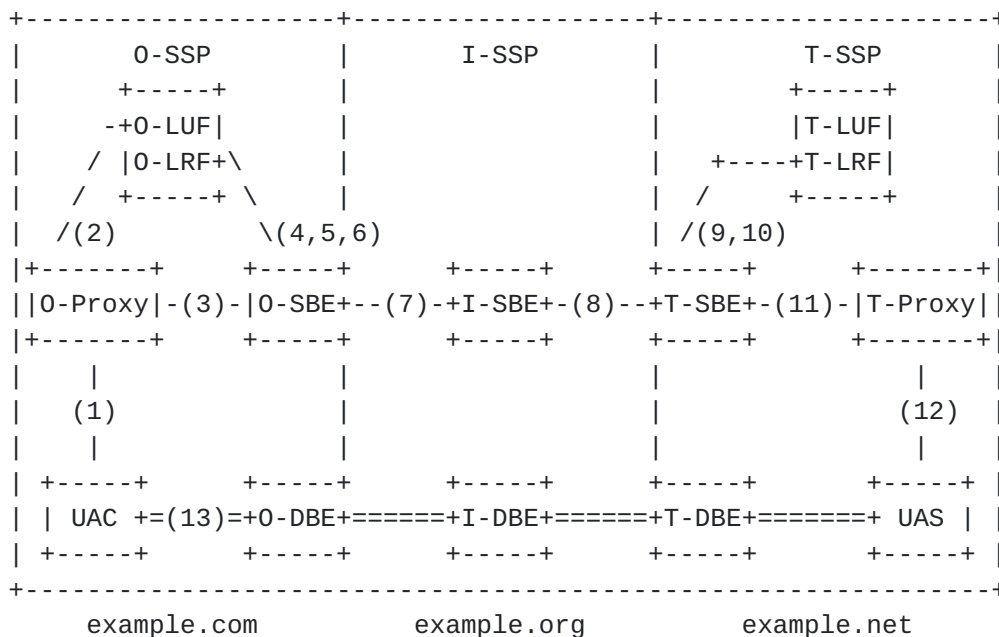 +--------------------+-------------------+--------------------+
|       O-SSP        |       I-SSP       |         T-SSP      |
|      +-----+       |                   |        +-----+     |
|     -+O-LUF|       |                   |        |T-LUF|     |
|    / |O-LRF+\      |                   |   +----+T-LRF|     |
|   /  +-----+ \     |                   |  /     +-----+     |
|  /(2)         \(4,5,6)                 | /(9,10)            |
|+-------+     +-----+      +-----+      +-----+      +-------+|
||O-Proxy|-(3)-|O-SBE+--(7)-+I-SBE+-(8)--+T-SBE+-(11)-|T-Proxy||
|+-------+     +-----+      +-----+      +-----+      +-------+|
|    |               |                   |                |    |
|   (1)              |                   |               (12)  |
|    |               |                   |                |    |
| +-----+      +-----+      +-----+      +-----+       +-----+ |
| | UAC +=(13)=+O-DBE+======+I-DBE+======+T-DBE+=======+ UAS | |
| +-----+      +-----+      +-----+      +-----+       +-----+ |
+-------------------------------------------------------------+
example.com          example.org          example.net